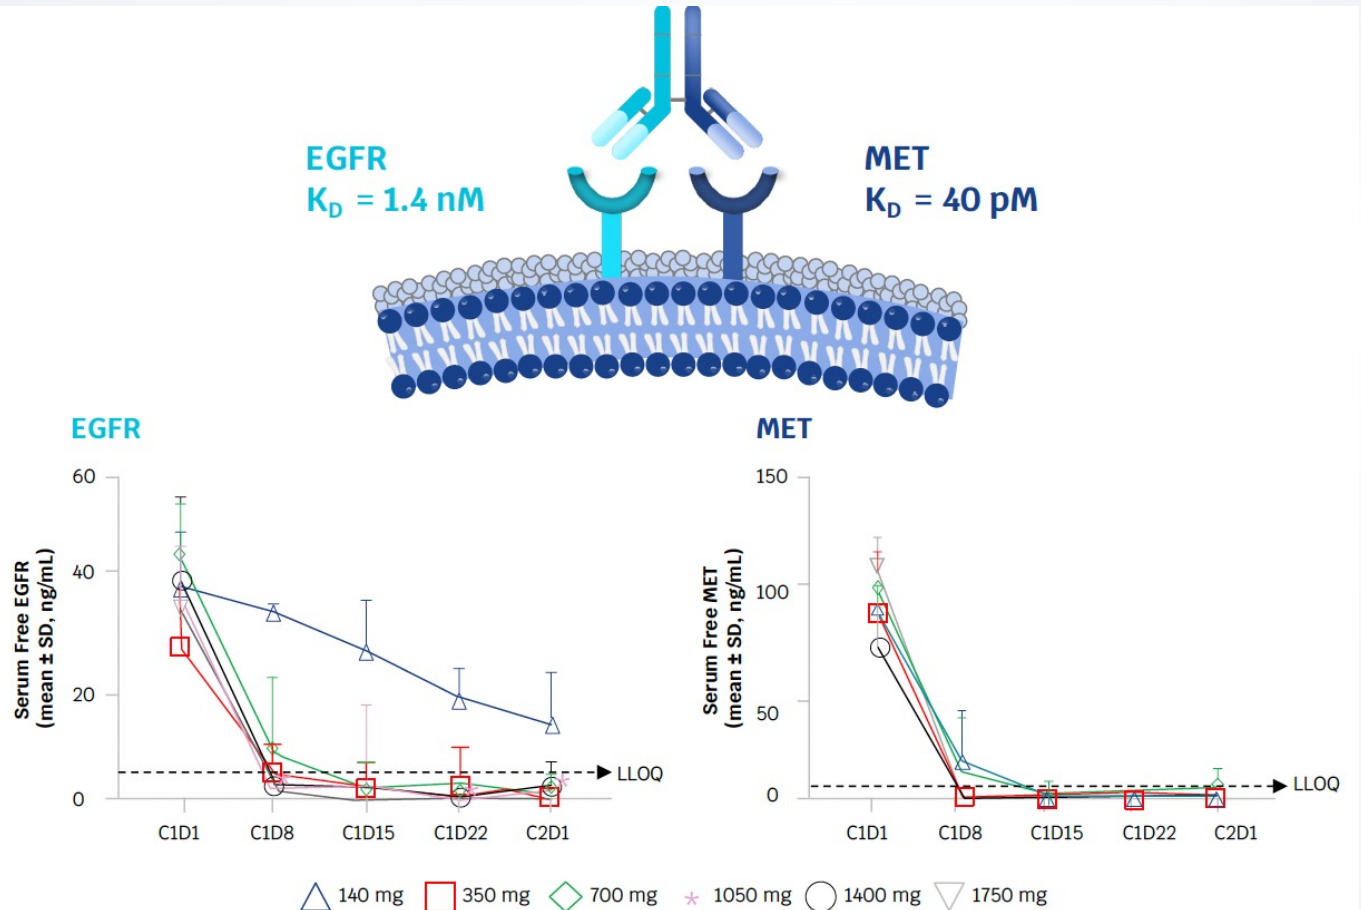 EGFR
K_D = 1.4 nM
MET
K_D = 40 pM
EGFR
Serum Free EGFR
(mean ± SD, ng/mL)
60
40
20
0
LLOQ
C1D1 C1D8 C1D15 C1D22 C2D1
MET
Serum Free MET
(mean ± SD, ng/mL)
150
100
50
0
LLOQ
C1D1 C1D8 C1D15 C1D22 C2D1
140 mg 350 mg 700 mg 1050 mg 1400 mg 1750 mg